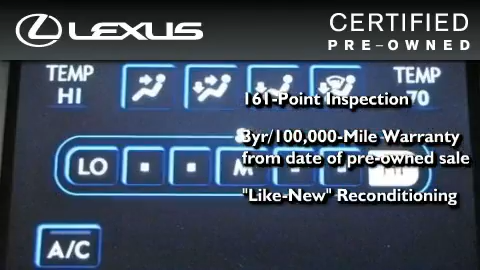 LEXUS
CERTIFIED
PRE-OWNED
TEMP
HI
TEMP
70
161-Point Inspection
3yr/100,000-Mile Warranty
from date of pre-owned sale
LO
M
HI
"Like-New" Reconditioning
A/C